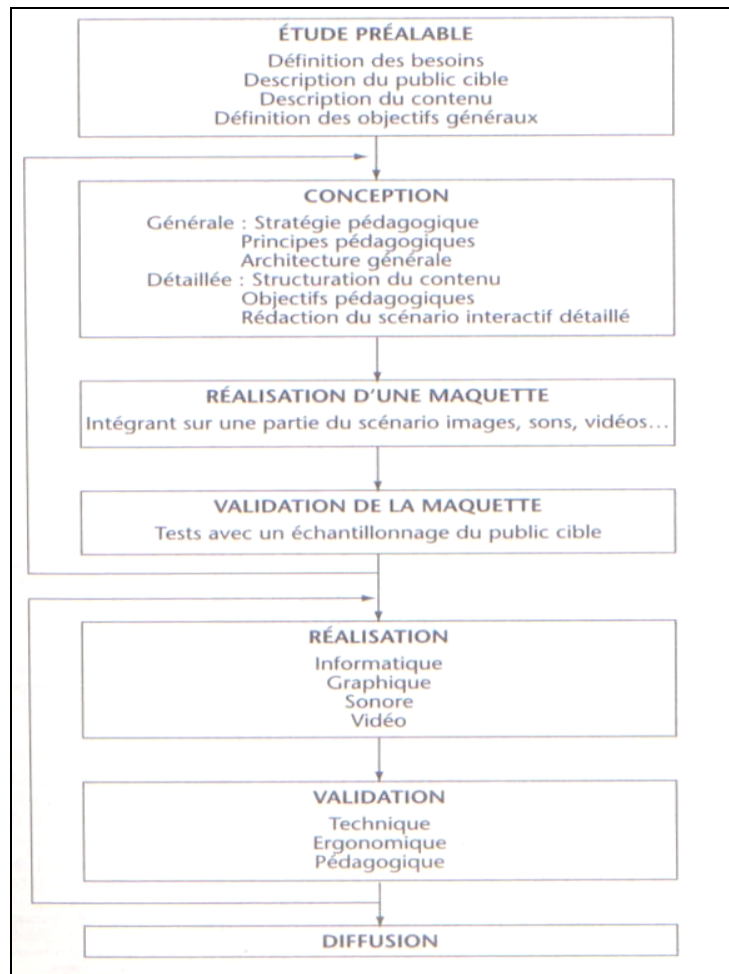 ÉTUDE PRÉALABLE
Définition des besoins
Description du public cible
Description du contenu
Définition des objectifs généraux
CONCEPTION
Générale : Stratégie pédagogique
Principes pédagogiques
Architecture générale
Détaillée : Structuration du contenu
Objectifs pédagogiques
Rédaction du scénario interactif détaillé
RÉALISATION D'UNE MAQUETTE
Intégrant sur une partie du scénario images, sons, vidéos...
VALIDATION DE LA MAQUETTE
Tests avec un échantillonnage du public cible
RÉALISATION
Informatique
Graphique
Sonore
Vidéo
VALIDATION
Technique
Ergonomique
Pédagogique
DIFFUSION